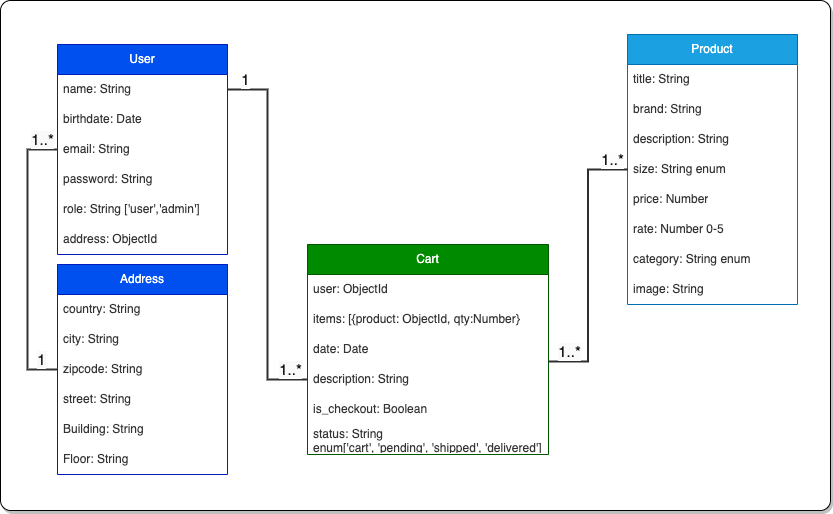 User
name: String
birthdate: Date
email: String
password: String
role: String ['user','admin']
address: ObjectId
1
1..*
1
Address
country: String
city: String
zipcode: String
street: String
Building: String
Floor: String
Cart
user: ObjectId
items: [{product: ObjectId, qty:Number}
date: Date
description: String
is_checkout: Boolean
status: String
enum['cart', 'pending', 'shipped', 'delivered']
1..*
1..*
1..*
Product
title: String
brand: String
description: String
size: String enum
price: Number
rate: Number 0-5
category: String enum
image: String